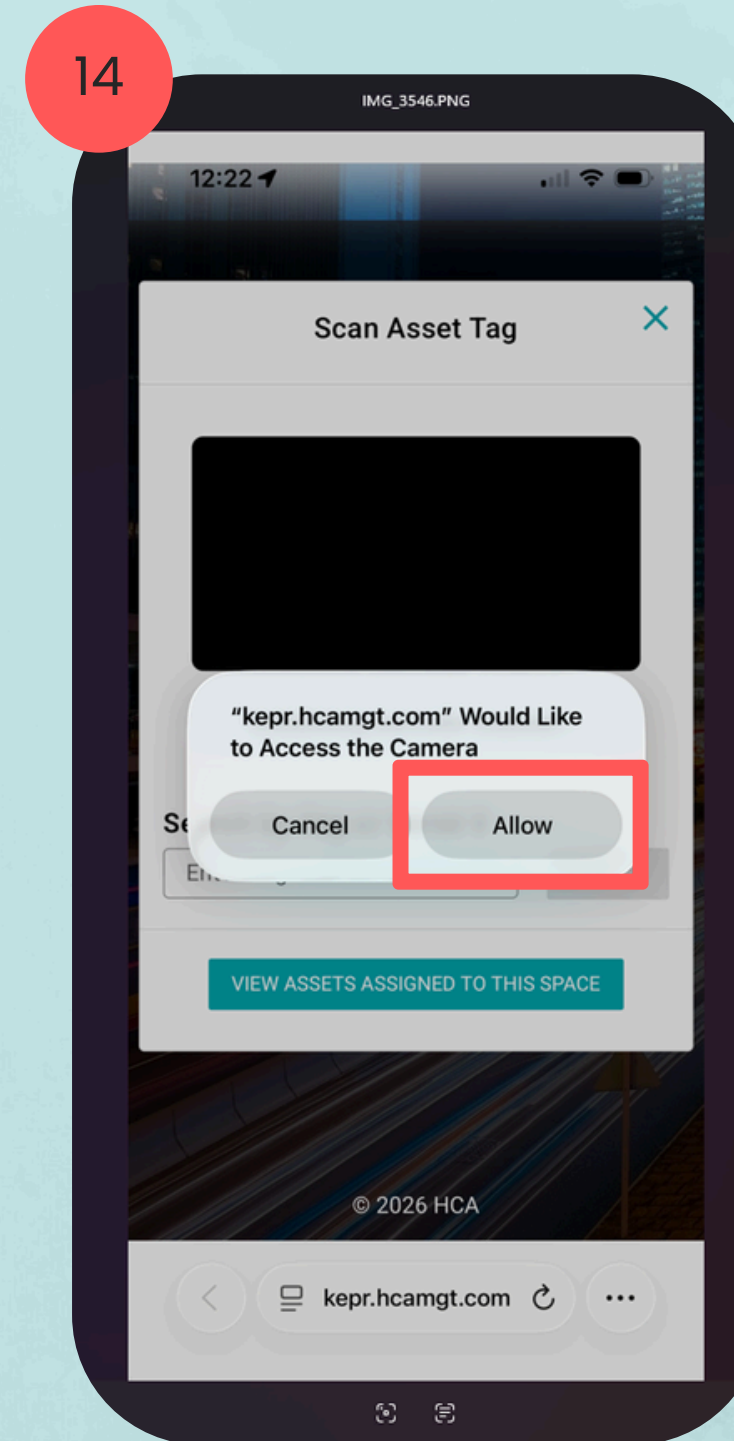 14
IMG_3546.PNG
12:22
Scan Asset Tag
“kepr.hcamgt.com” Would Like
to Access the Camera
Cancel
Allow
VIEW ASSETS ASSIGNED TO THIS SPACE
© 2026 HCA
kepr.hcamgt.com